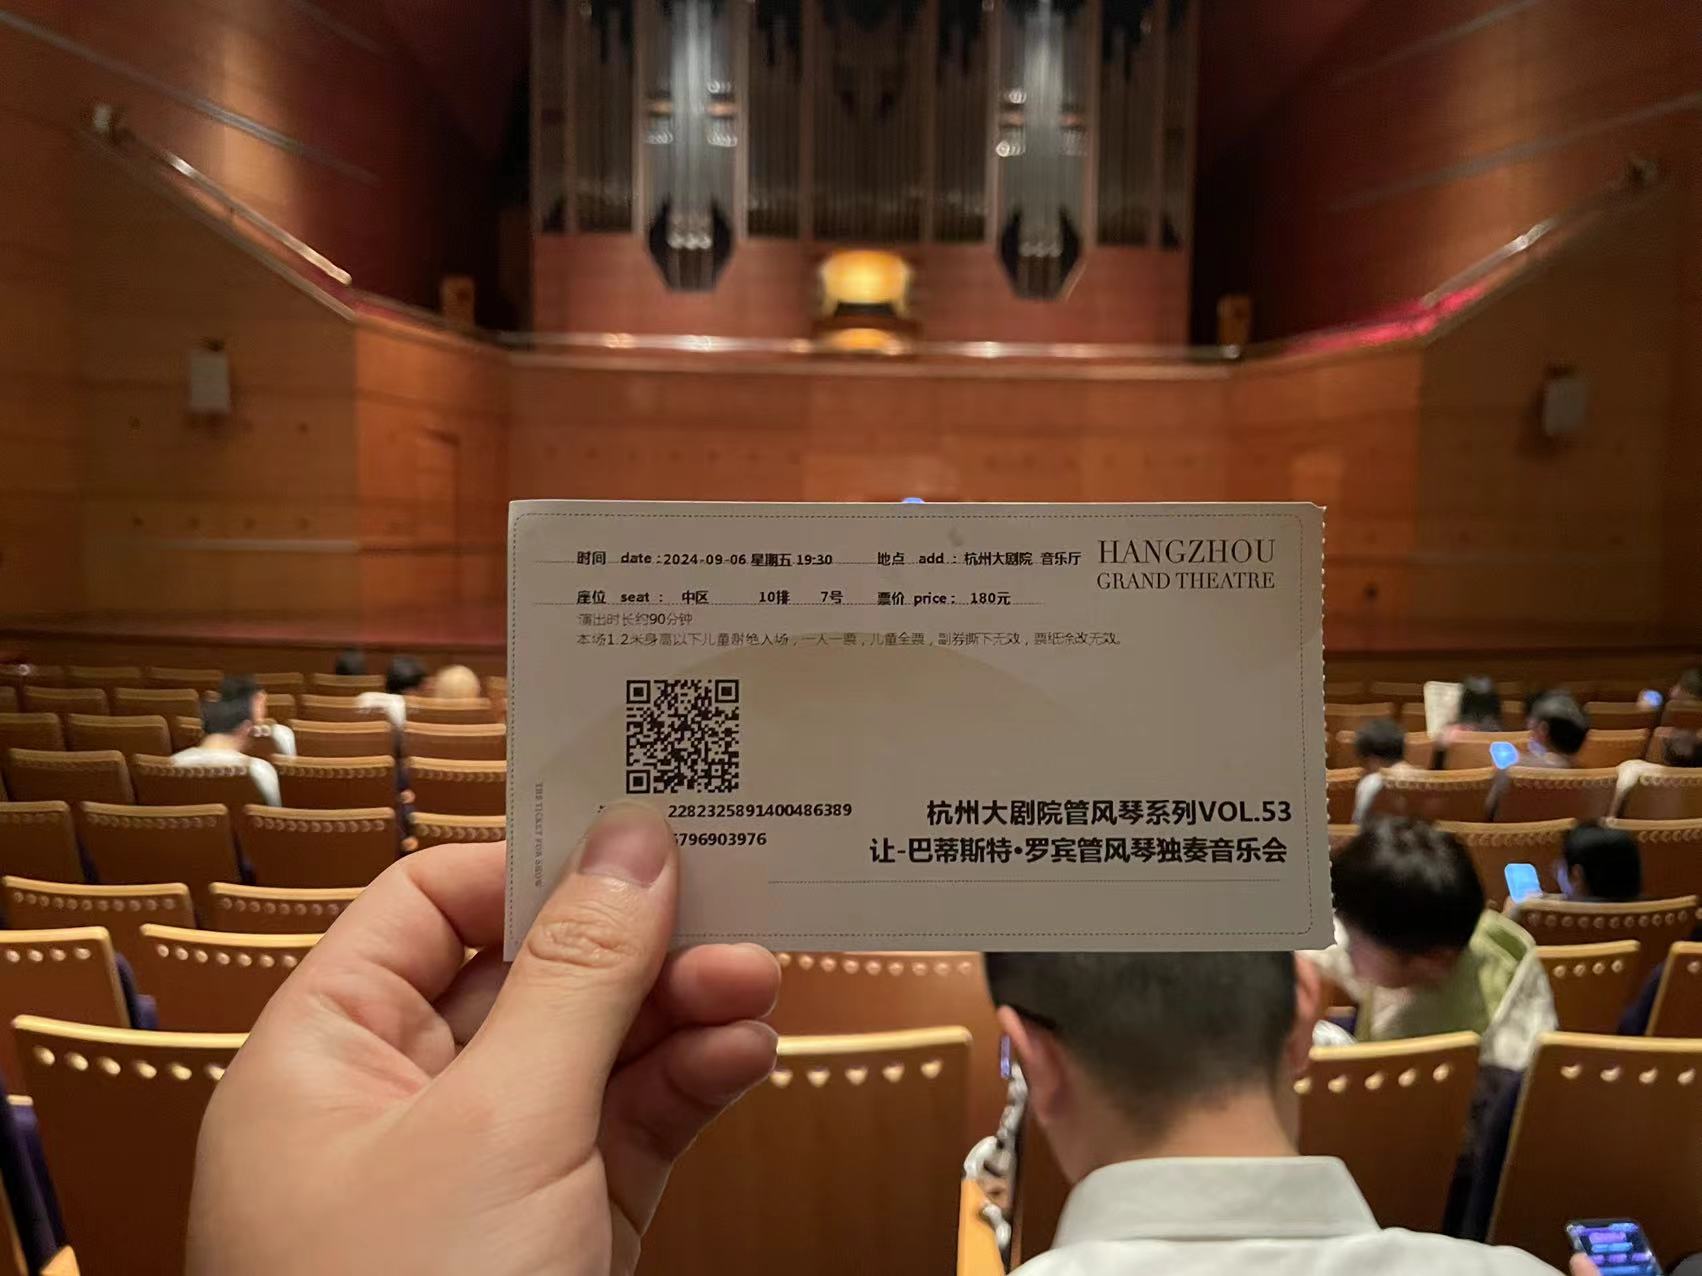 时间 date : 2024-09-06 星期五 19:30 地点 add : 杭州大剧院 音乐厅
HANGZHOU
GRAND THEATRE
座位 seat : 中区 10排 7号 票价 price : 180元
演出时长约90分钟
本场1.2米身高以下儿童谢绝入场，一人一票，儿童全票，副券撕下无效，票纸涂改无效。
2282325891400486389
6796903976
杭州大剧院管风琴系列VOL.53
让-巴蒂斯特•罗宾管风琴独奏音乐会
THE TICKET FOR SHOW